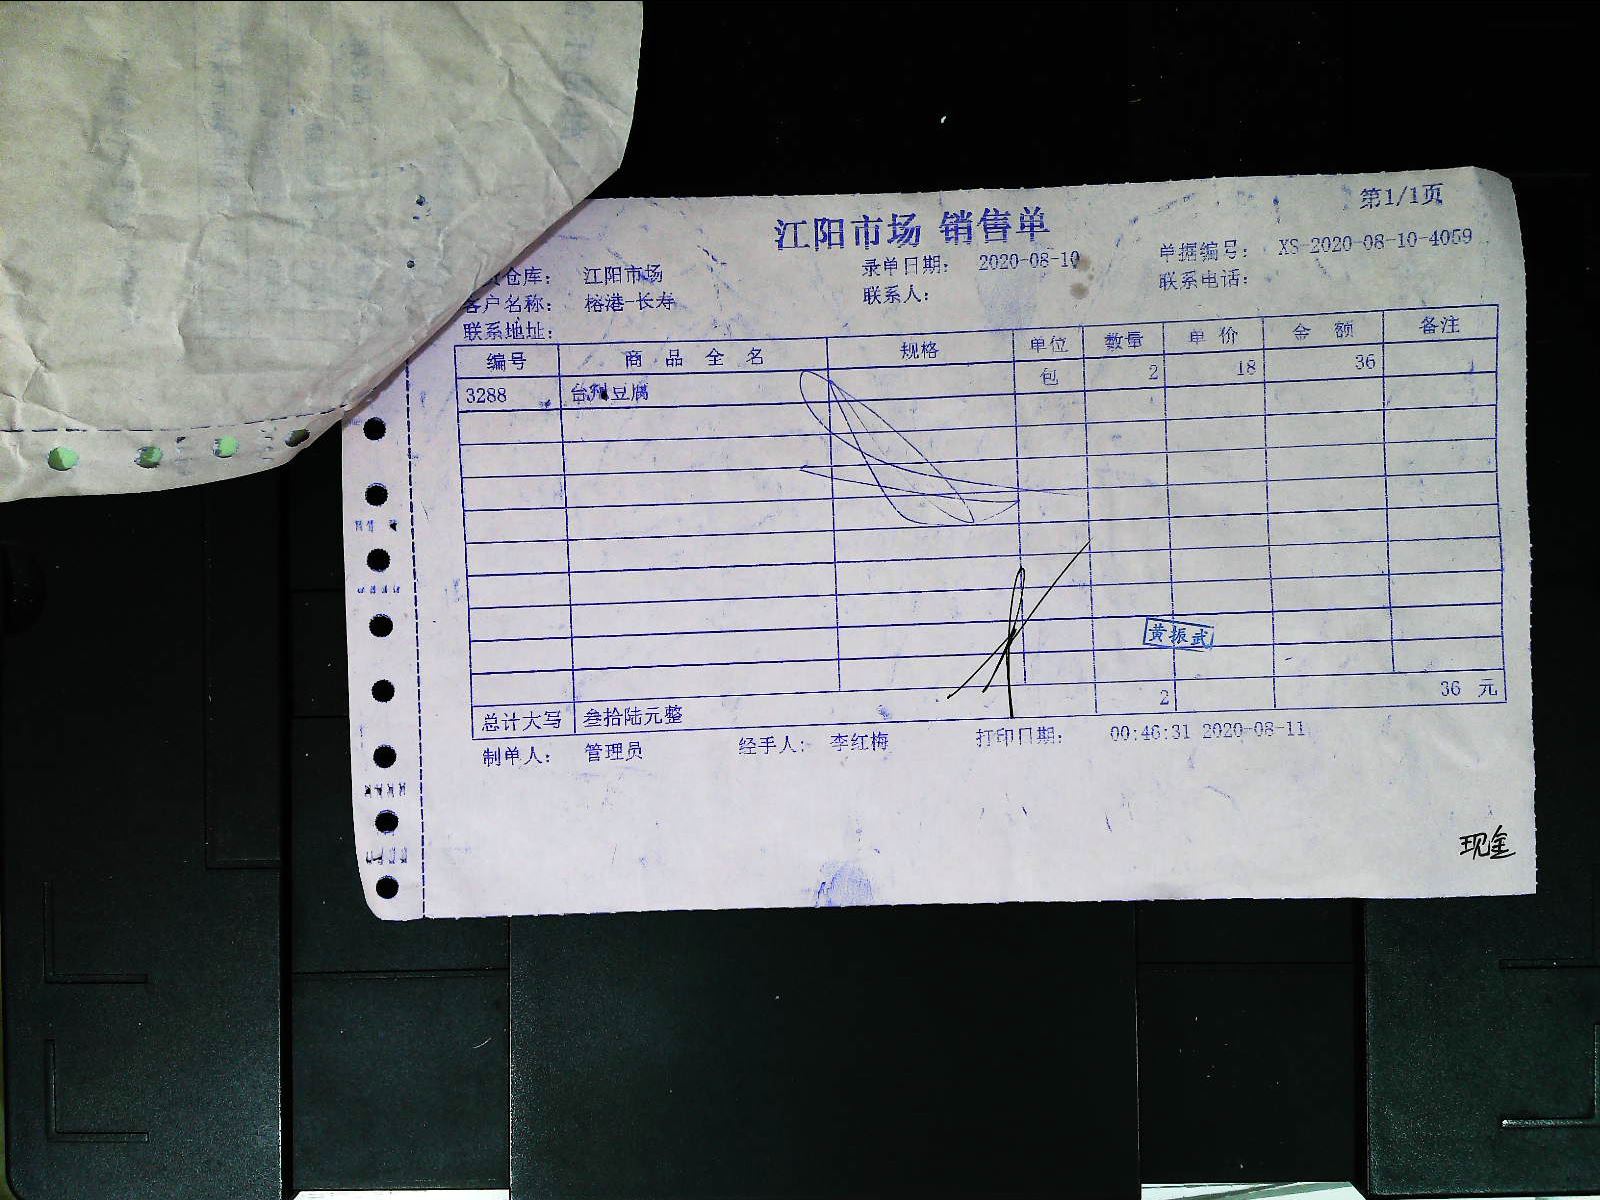 第1/1页
江阳市场 销售单
仓库： 江阳市场 录单日期： 2020-08-10 单据编号： XS-2020-08-10-4059
客户名称： 榕港-长寿 联系人： 联系电话：
联系地址：
编号 商品全名 规格 单位 数量 单价 金额 备注
3288 台州豆腐 包 2 18 36
黄振武
总计大写 叁拾陆元整 2 36 元
制单人： 管理员 经手人： 李红梅 打印日期： 00:46:31 2020-08-11
现金